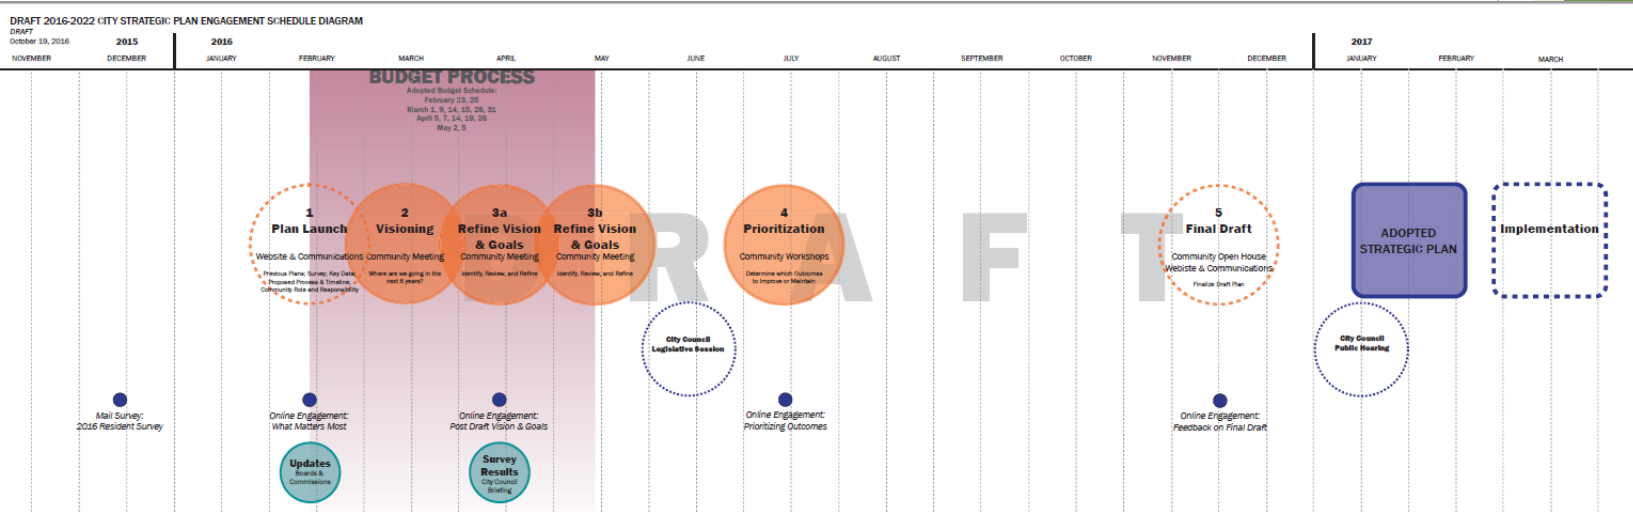 DRAFT 2016-2022 CITY STRATEGIC PLAN ENGAGEMENT SCHEDULE DIAGRAM
DRAFT
October 19, 2016
2015
2016
2017
NOVEMBER
DECEMBER
JANUARY
FEBRUARY
MARCH
APRIL
MAY
JUNE
JULY
AUGUST
SEPTEMBER
OCTOBER
NOVEMBER
DECEMBER
JANUARY
FEBRUARY
MARCH
BUDGET PROCESS
Adopted Budget Schedule:
February 23, 25
March 1, 9, 14, 15, 28, 31
April 5, 7, 14, 19, 26
May 2, 5
DRAFT
1
Plan Launch
Website & Communications
Previous Plans; Survey; Key Data;
Proposed Process & Timeline;
Community Role and Responsibility
2
Visioning
Community Meeting
Where are we going in the
next 6 years?
3a
Refine Vision
& Goals
Community Meeting
Identify, Review, and Refine
3b
Refine Vision
& Goals
Community Meeting
Identify, Review, and Refine
4
Prioritization
Community Workshops
Determine which Outcomes
to Improve or Maintain
5
Final Draft
Community Open House
Webiste & Communications
Finalize Draft Plan
ADOPTED
STRATEGIC PLAN
Implementation
City Council
Legislative Session
City Council
Public Hearing
Mail Survey:
2016 Resident Survey
Online Engagement:
What Matters Most
Online Engagement:
Post Draft Vision & Goals
Online Engagement:
Prioritizing Outcomes
Online Engagement:
Feedback on Final Draft
Updates
Boards &
Commissions
Survey
Results
City Council
Briefing